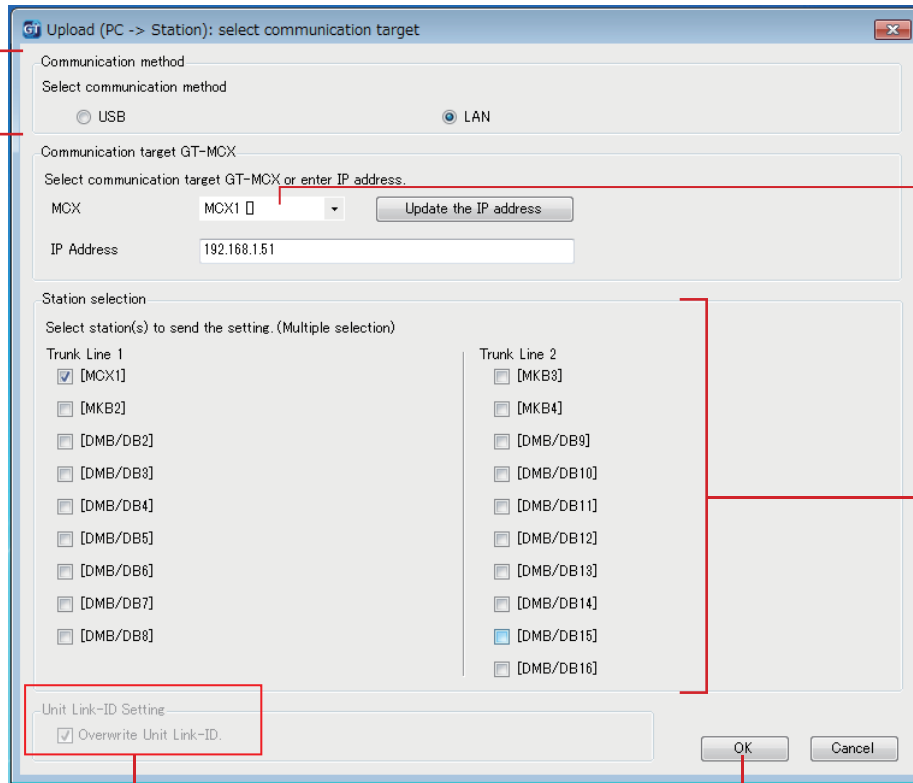 GT Upload (PC -> Station): select communication target
Communication method
Select communication method
USB LAN
Communication target GT-MCX
Select communication target GT-MCX or enter IP address.
MCX MCX1 [] Update the IP address
IP Address 192.168.1.51
Station selection
Select station(s) to send the setting.(Multiple selection)
Trunk Line 1
[MCX1]
[MKB2]
[DMB/DB2]
[DMB/DB3]
[DMB/DB4]
[DMB/DB5]
[DMB/DB6]
[DMB/DB7]
[DMB/DB8]
Trunk Line 2
[MKB3]
[MKB4]
[DMB/DB9]
[DMB/DB10]
[DMB/DB11]
[DMB/DB12]
[DMB/DB13]
[DMB/DB14]
[DMB/DB15]
[DMB/DB16]
Unit Link-ID Setting
Overwrite Unit Link-ID.
OK Cancel